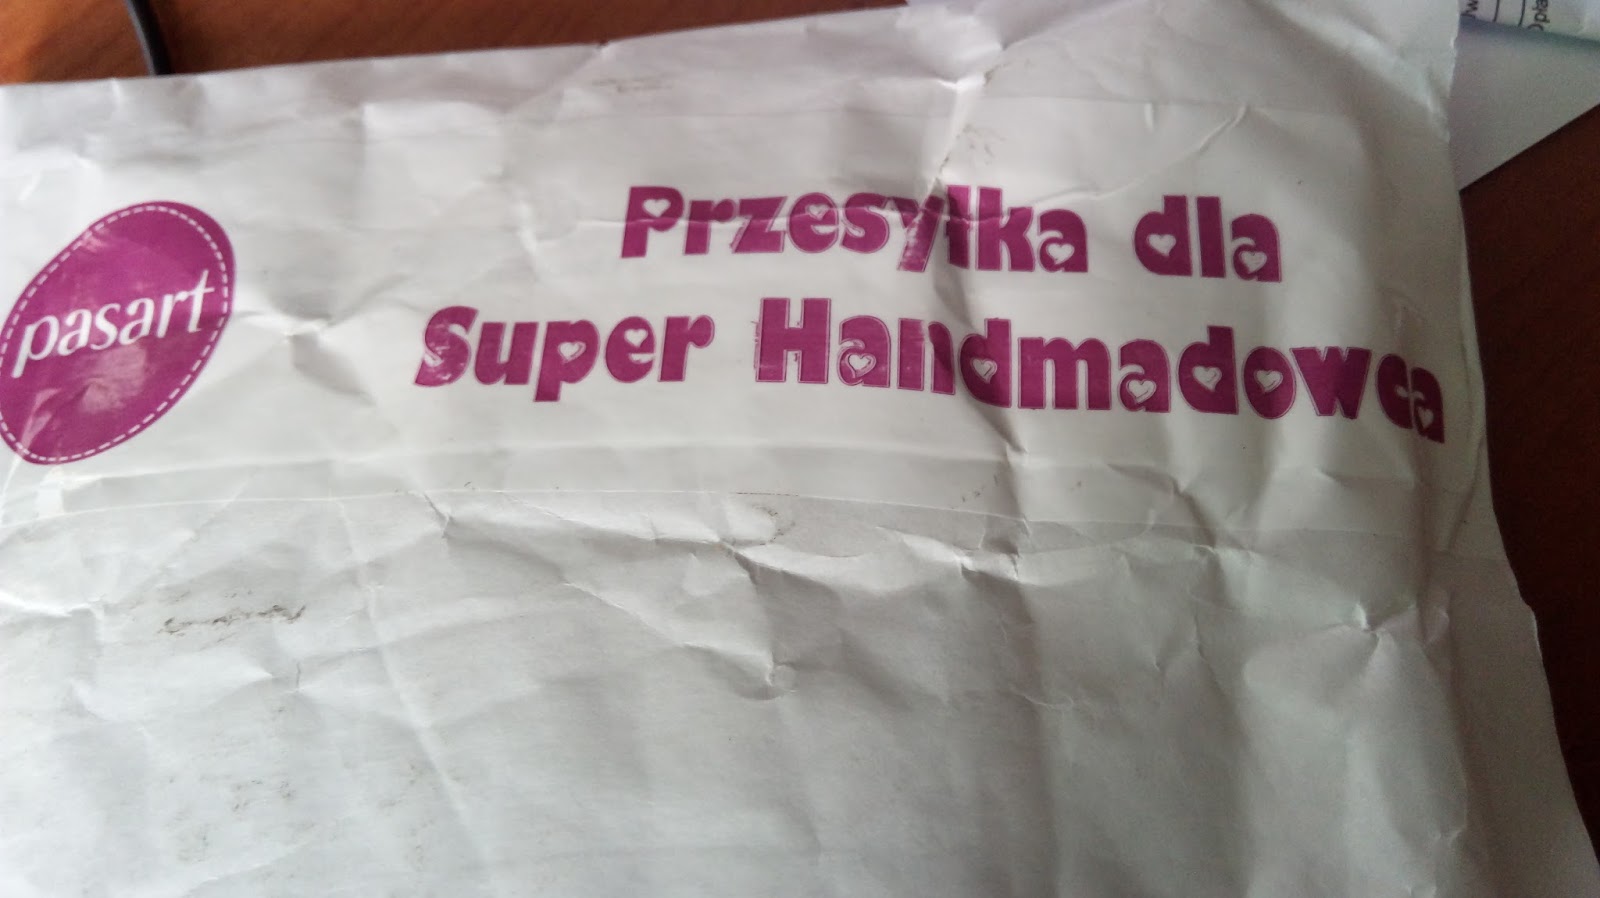 pasart
Przesyłka dla
Super Handmadowca